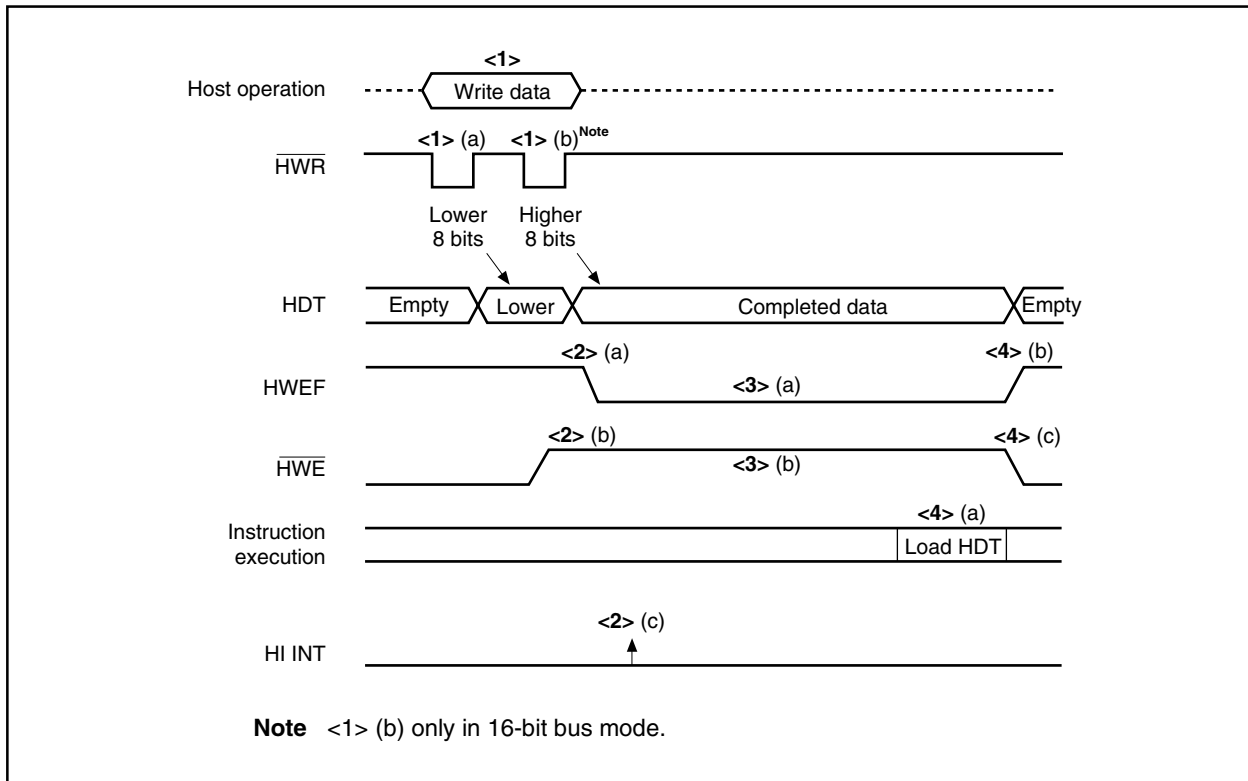 <1>
Host operation
Write data
<1> (a)
<1> (b)Note
HWR
Lower
8 bits
Higher
8 bits
HDT
Empty
Lower
Completed data
Empty
<2> (a)
<4> (b)
HWEF
<3> (a)
<2> (b)
<4> (c)
HWE
<3> (b)
<4> (a)
Instruction
execution
Load HDT
<2> (c)
HI INT
Note <1> (b) only in 16-bit bus mode.